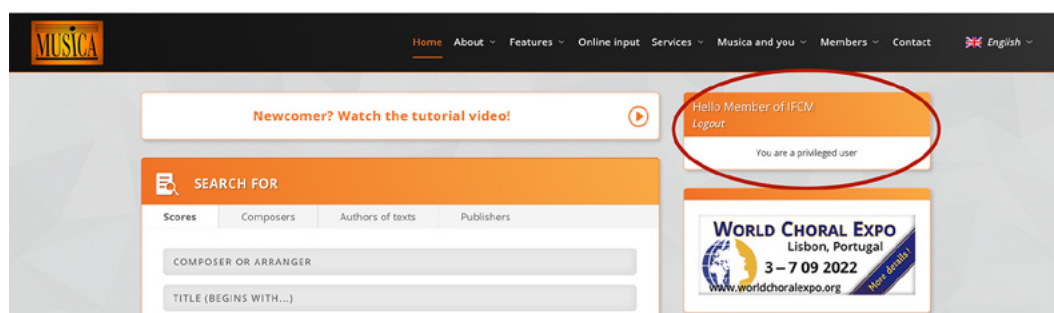 MUSICA
Home About Features Online input Services Musica and you Members Contact English
Newcomer? Watch the tutorial video!
Hello Member of IFCM
Logout
You are a privileged user
SEARCH FOR
Scores Composers Authors of texts Publishers
COMPOSER OR ARRANGER
TITLE (BEGINS WITH...)
WORLD CHORAL EXPO
Lisbon, Portugal
3 – 7 09 2022
www.worldchoralexpo.org
More details!